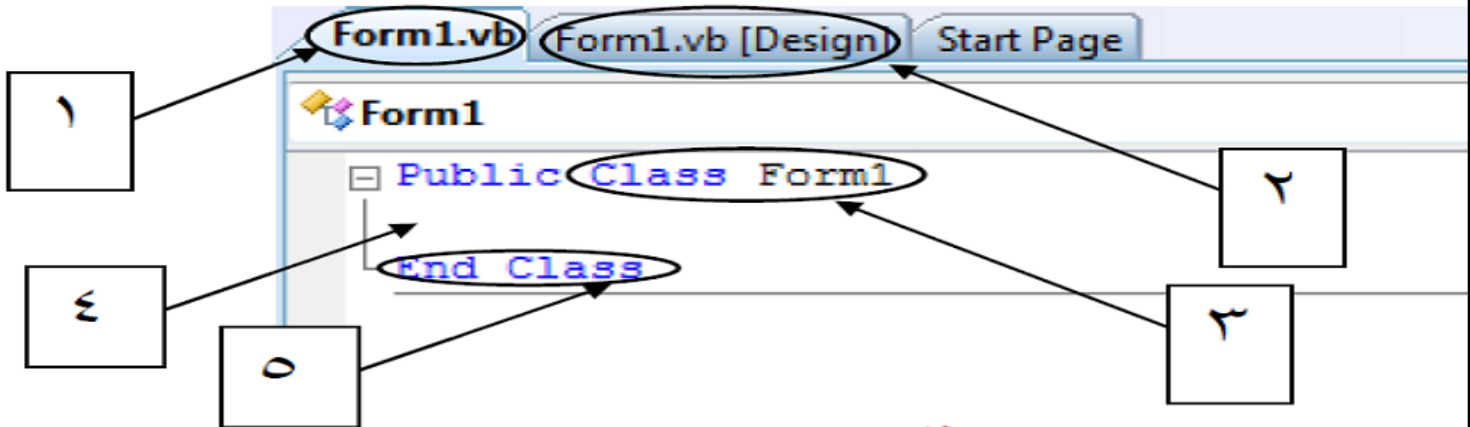 Form1.vb Form1.vb [Design] Start Page
١
Form1
Public Class Form1
٢
End Class
٤
٣
٥